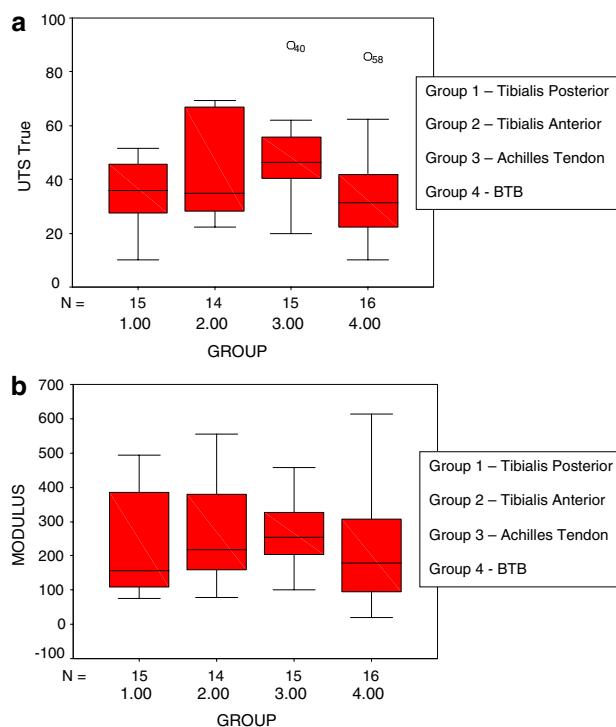 a
100
80
60
40
20
0
UTS True
O40
O58
N = 15 14 15 16
1.00 2.00 3.00 4.00
GROUP
Group 1 – Tibialis Posterior
Group 2 – Tibialis Anterior
Group 3 – Achilles Tendon
Group 4 - BTB
b
700
600
500
400
300
200
100
0
-100
MODULUS
N = 15 14 15 16
1.00 2.00 3.00 4.00
GROUP
Group 1 – Tibialis Posterior
Group 2 – Tibialis Anterior
Group 3 – Achilles Tendon
Group 4 - BTB